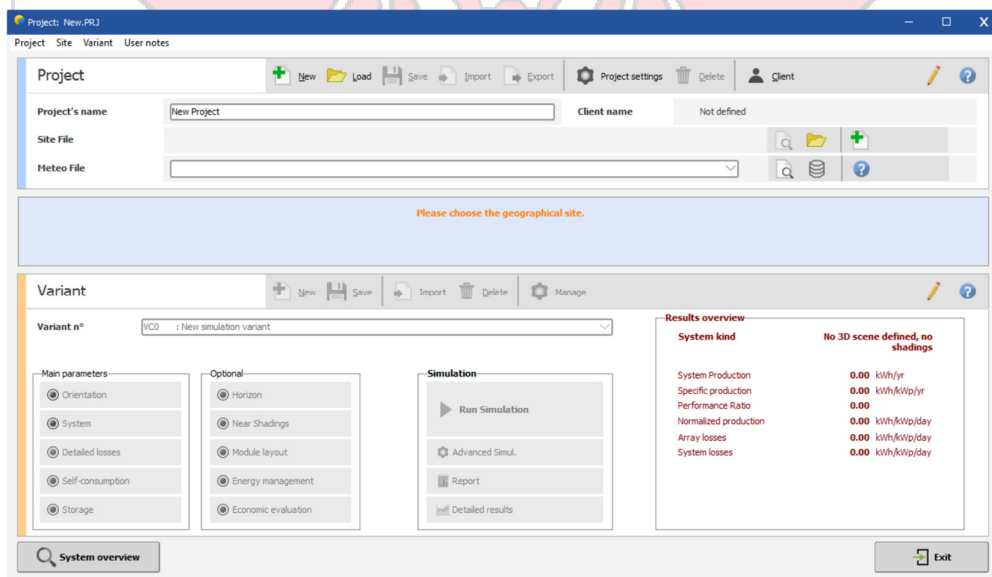 Project: New.PRJ
Project Site Variant User notes
Project New Load Save Import Export Project settings Delete Client
Project's name New Project Client name Not defined
Site File
Meteo File
Please choose the geographical site.
Variant New Save Import Delete Manage
Variant n° VC0 : New simulation variant
Results overview
System kind No 3D scene defined, no
shadings
Main parameters Optional Simulation
Orientation Horizon Run Simulation
System Near Shadings
Detailed losses Module layout Advanced Simul.
Self-consumption Energy management Report
Storage Economic evaluation Detailed results
System Production 0.00 kWh/yr
Specific production 0.00 kWh/kWp/yr
Performance Ratio 0.00
Normalized production 0.00 kWh/kWp/day
Array losses 0.00 kWh/kWp/day
System losses 0.00 kWh/kWp/day
System overview Exit